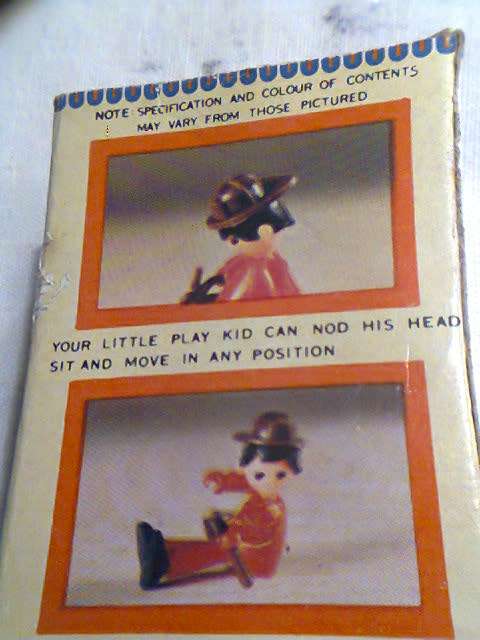 NOTE: SPECIFICATION AND COLOUR OF CONTENTS
MAY VARY FROM THOSE PICTURED
YOUR LITTLE PLAY KID CAN NOD HIS HEAD
SIT AND MOVE IN ANY POSITION